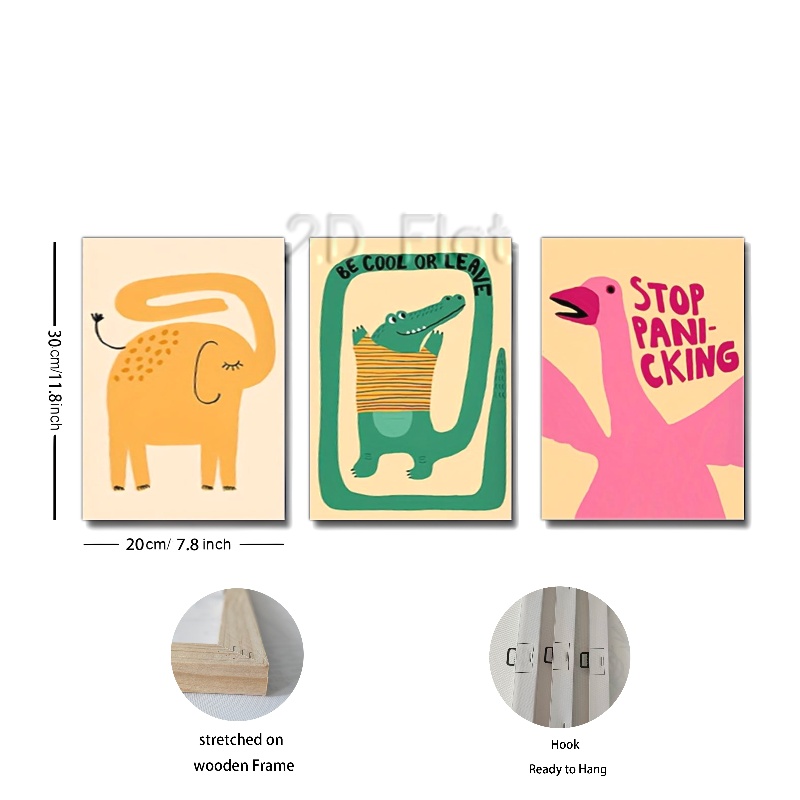 2D Flat
BE COOL OR LEAVE
STOP
PANI-
CKING
30cm/11.8inch
20cm/ 7.8 inch
stretched on
wooden Frame
Hook
Ready to Hang